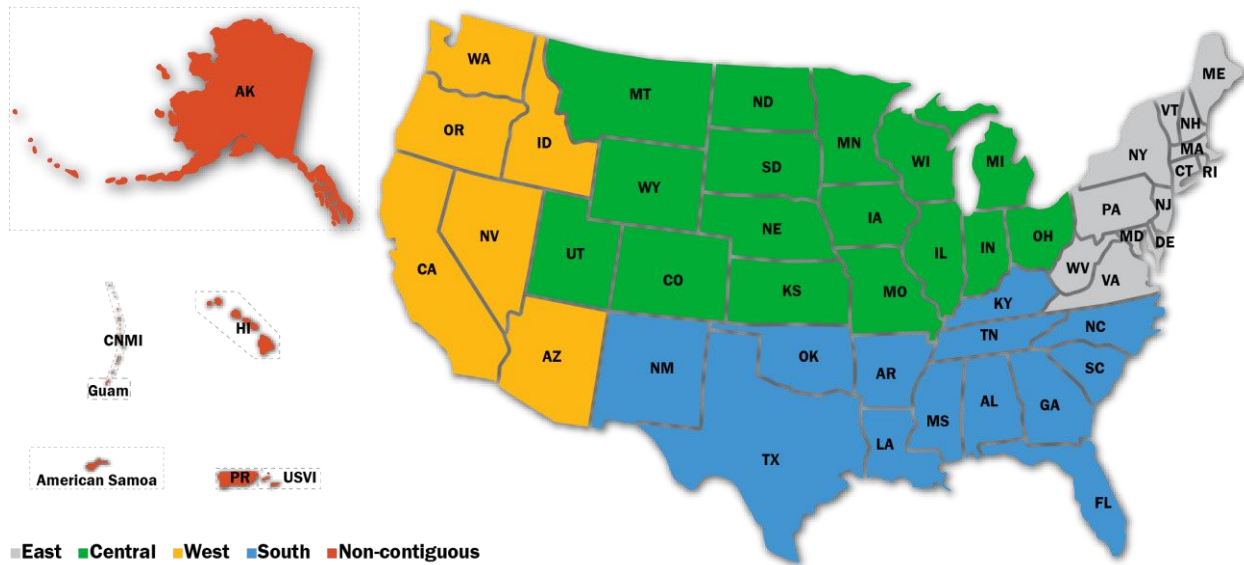 AK
CNMI
Guam
HI
American Samoa
PR
USVI
WA
OR
ID
CA
NV
AZ
MT
WY
UT
CO
ND
SD
NE
KS
MN
IA
MO
WI
IL
MI
IN
OH
ME
VT
NH
MA
NY
CT
RI
PA
NJ
MD
DE
WV
VA
KY
TN
NC
SC
NM
OK
AR
TX
LA
MS
AL
GA
FL
East Central West South Non-contiguous